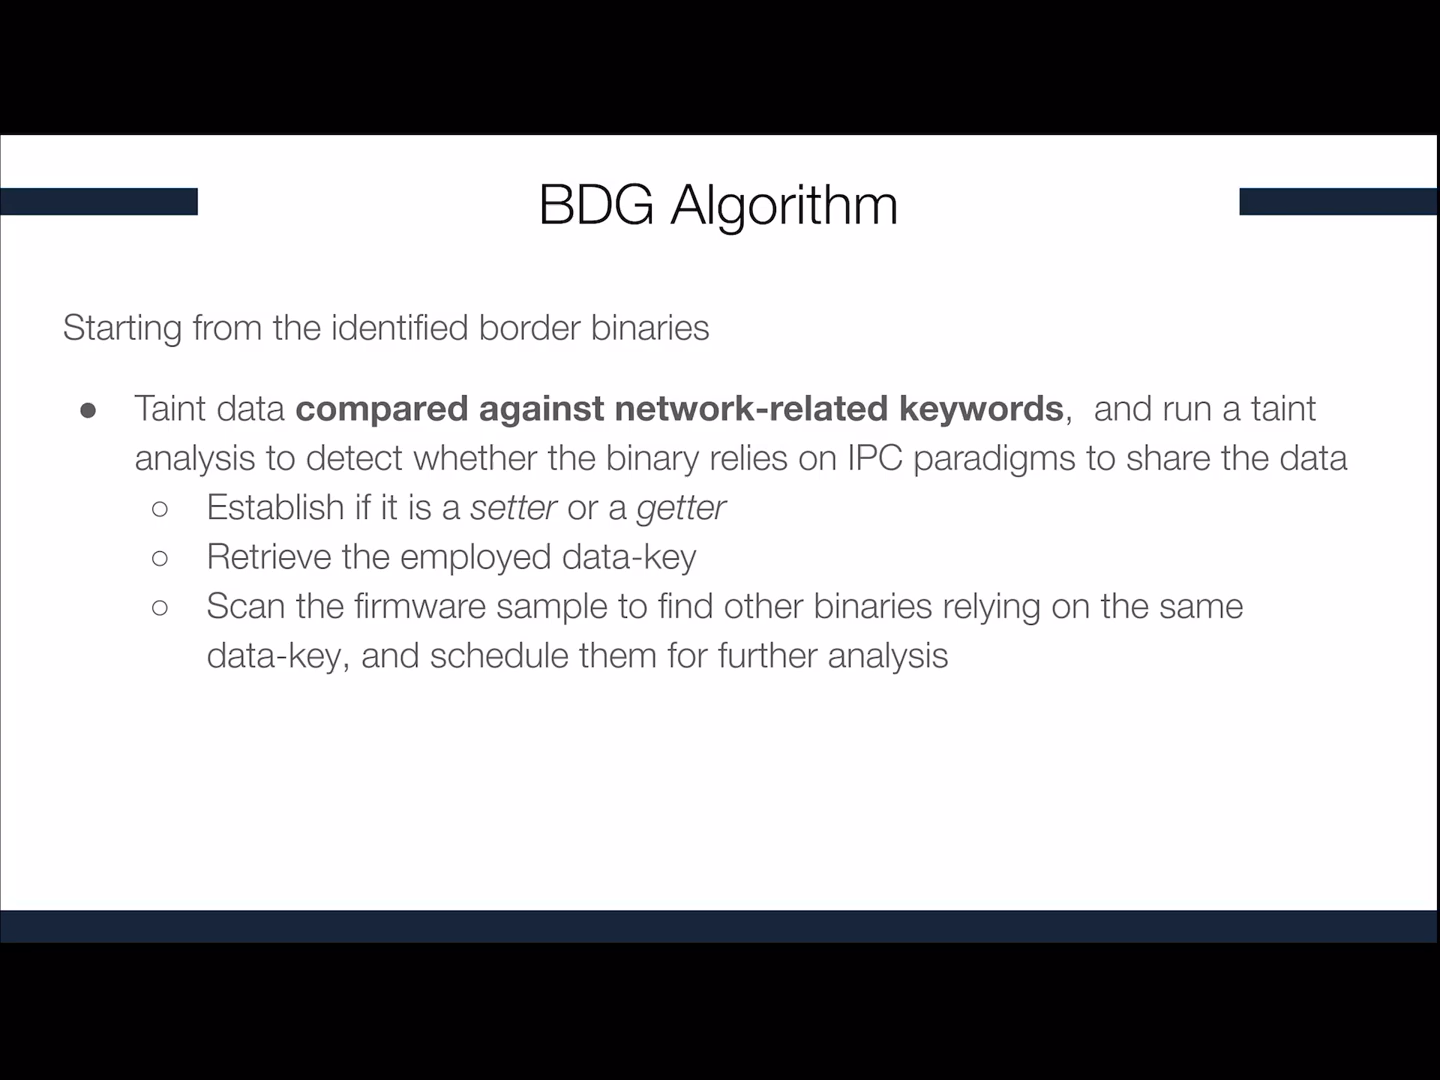 BDG Algorithm
Starting from the identified border binaries
● Taint data compared against network-related keywords, and run a taint
analysis to detect whether the binary relies on IPC paradigms to share the data
○ Establish if it is a setter or a getter
○ Retrieve the employed data-key
○ Scan the firmware sample to find other binaries relying on the same
data-key, and schedule them for further analysis